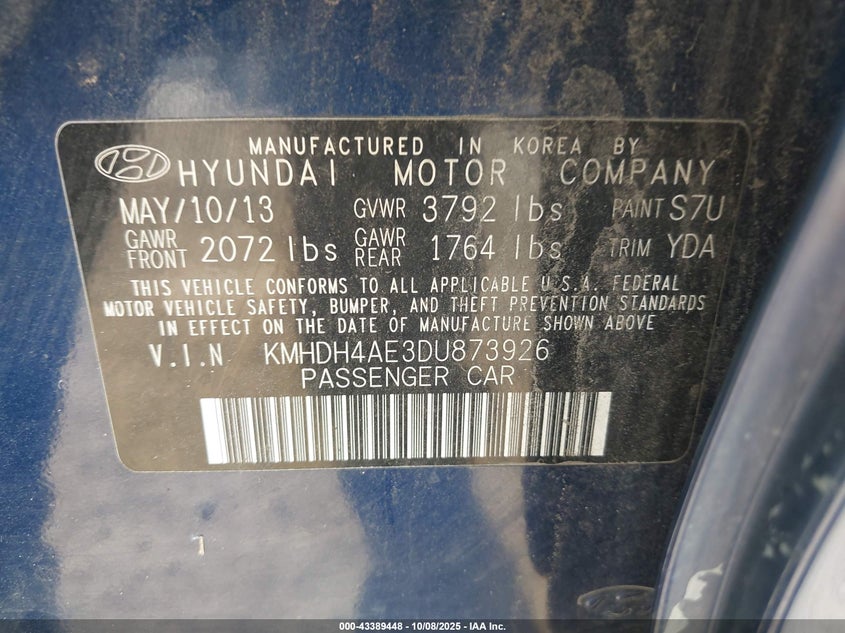 MANUFACTURED IN KOREA BY
HYUNDAI MOTOR COMPANY
MAY/10/13 GVWR 3792 lbs PAINT S7U
GAWR FRONT 2072 lbs GAWR REAR 1764 lbs TRIM YDA
THIS VEHICLE CONFORMS TO ALL APPLICABLE U.S.A. FEDERAL
MOTOR VEHICLE SAFETY, BUMPER, AND THEFT PREVENTION STANDARDS
IN EFFECT ON THE DATE OF MANUFACTURE SHOWN ABOVE
V.I.N KMHDH4AE3DU873926
PASSENGER CAR
000-43389448 - 10/08/2025 - IAA Inc.